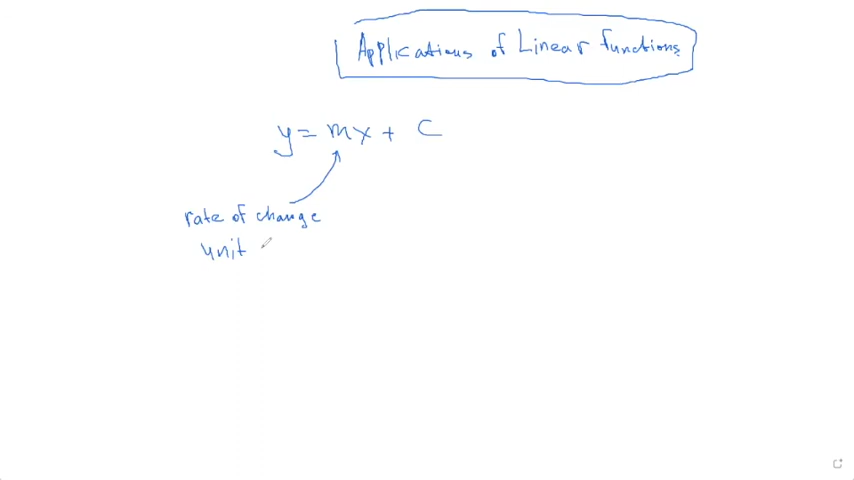 Applications of Linear functions
y = mx + C
rate of change
unit